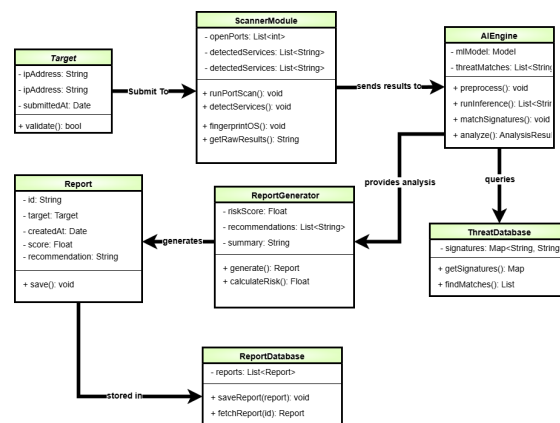 ScannerModule
- openPorts: List<int>
- detectedServices: List<String>
- detectedServices: List<String>
+ runPortScan(): void
+ detectServices(): void
+ fingerprintOS(): void
+ getRawResults(): String
Target
- ipAddress: String
- ipAddress: String
- submittedAt: Date
+ validate(): bool
Submit To
sends results to
AIEngine
- mlModel: Model
- threatMatches: List<String
+ preprocess(): void
+ runInference(): List<Strin
+ matchSignatures(): void
+ analyze(): AnalysisResul
provides analysis
queries
Report
- id: String
- target: Target
- createdAt: Date
- score: Float
- recommendation: String
+ save(): void
generates
ReportGenerator
- riskScore: Float
- recommendations: List<String>
- summary: String
+ generate(): Report
+ calculateRisk(): Float
ThreatDatabase
- signatures: Map<String, String
+ getSignatures(): Map
+ findMatches(): List
stored in
ReportDatabase
- reports: List<Report>
+ saveReport(report): void
+ fetchReport(id): Report